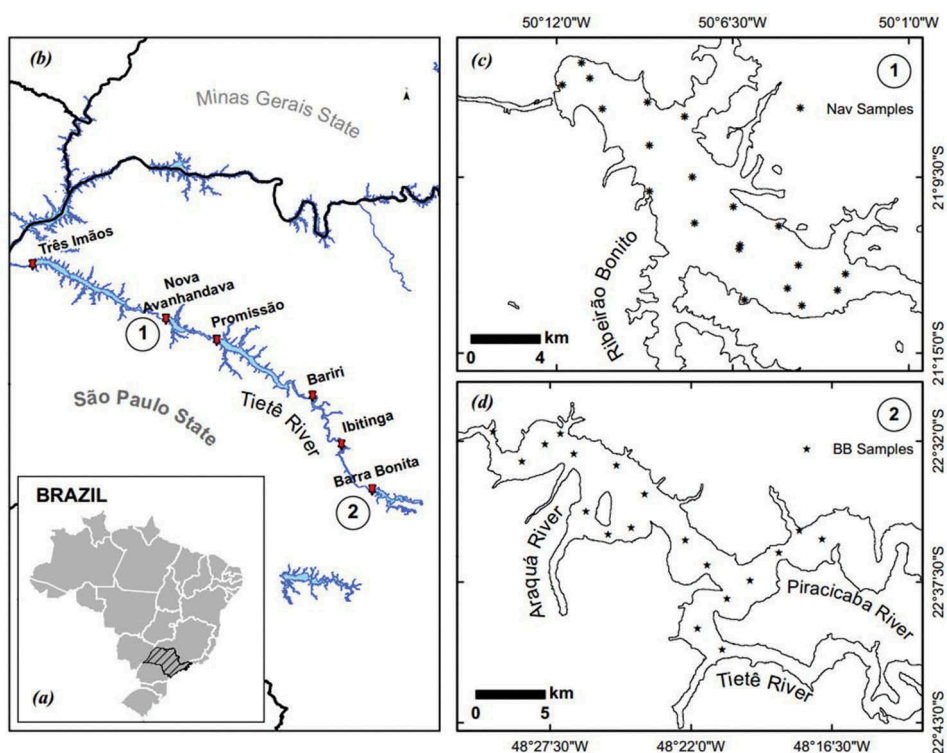 (b)
Minas Gerais State
Três Imãos
Nova
Avanhandava
1
Promissão
Bariri
São Paulo
State
Tietê
River
Ibitinga
Barra Bonita
2
BRAZIL
(a)
50°12'0"W 50°6'30"W 50°1'0"W
(c)
1
Nav Samples
21°9'30"S
Ribeirão Bonito
km
0 4
21°15'0"S
(d)
2
BB Samples
22°32'0"S
Araquá River
22°37'30"S
Piracicaba River
Tietê River
km
0 5
22°43'0"S
48°27'30"W 48°22'0"W 48°16'30"W